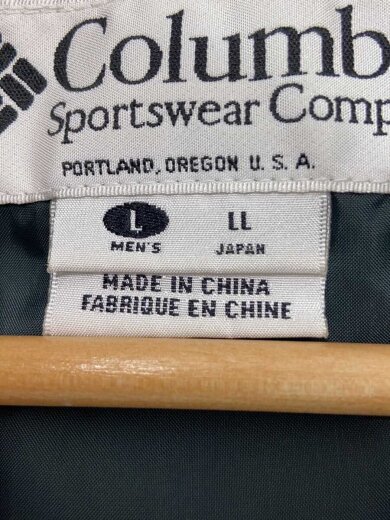 Columb
Sportswear Comp
PORTLAND, OREGON U. S. A.
L LL
MEN'S JAPAN
MADE IN CHINA
FABRIQUE EN CHINE